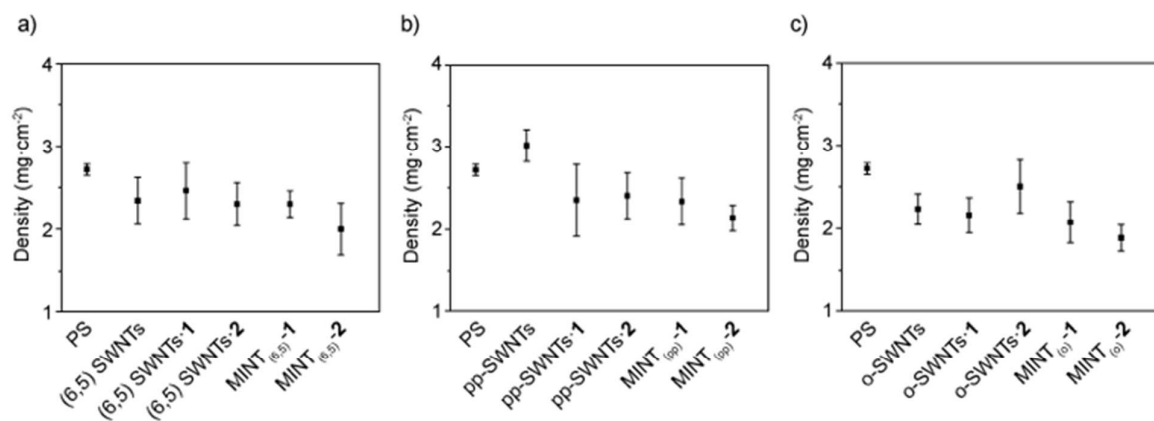 a)
Density (mg·cm-2)
4
3
2
1
PS
(6,5) SWNTs
(6,5) SWNTs·1
(6,5) SWNTs·2
MINT(6,5)-1
MINT(6,5)-2
b)
Density (mg·cm-2)
4
3
2
1
PS
pp-SWNTs
pp-SWNTs·1
pp-SWNTs·2
MINT(pp)-1
MINT(pp)-2
c)
Density (mg·cm-2)
4
3
2
1
PS
o-SWNTs
o-SWNTs·1
o-SWNTs·2
MINT(o)-1
MINT(o)-2